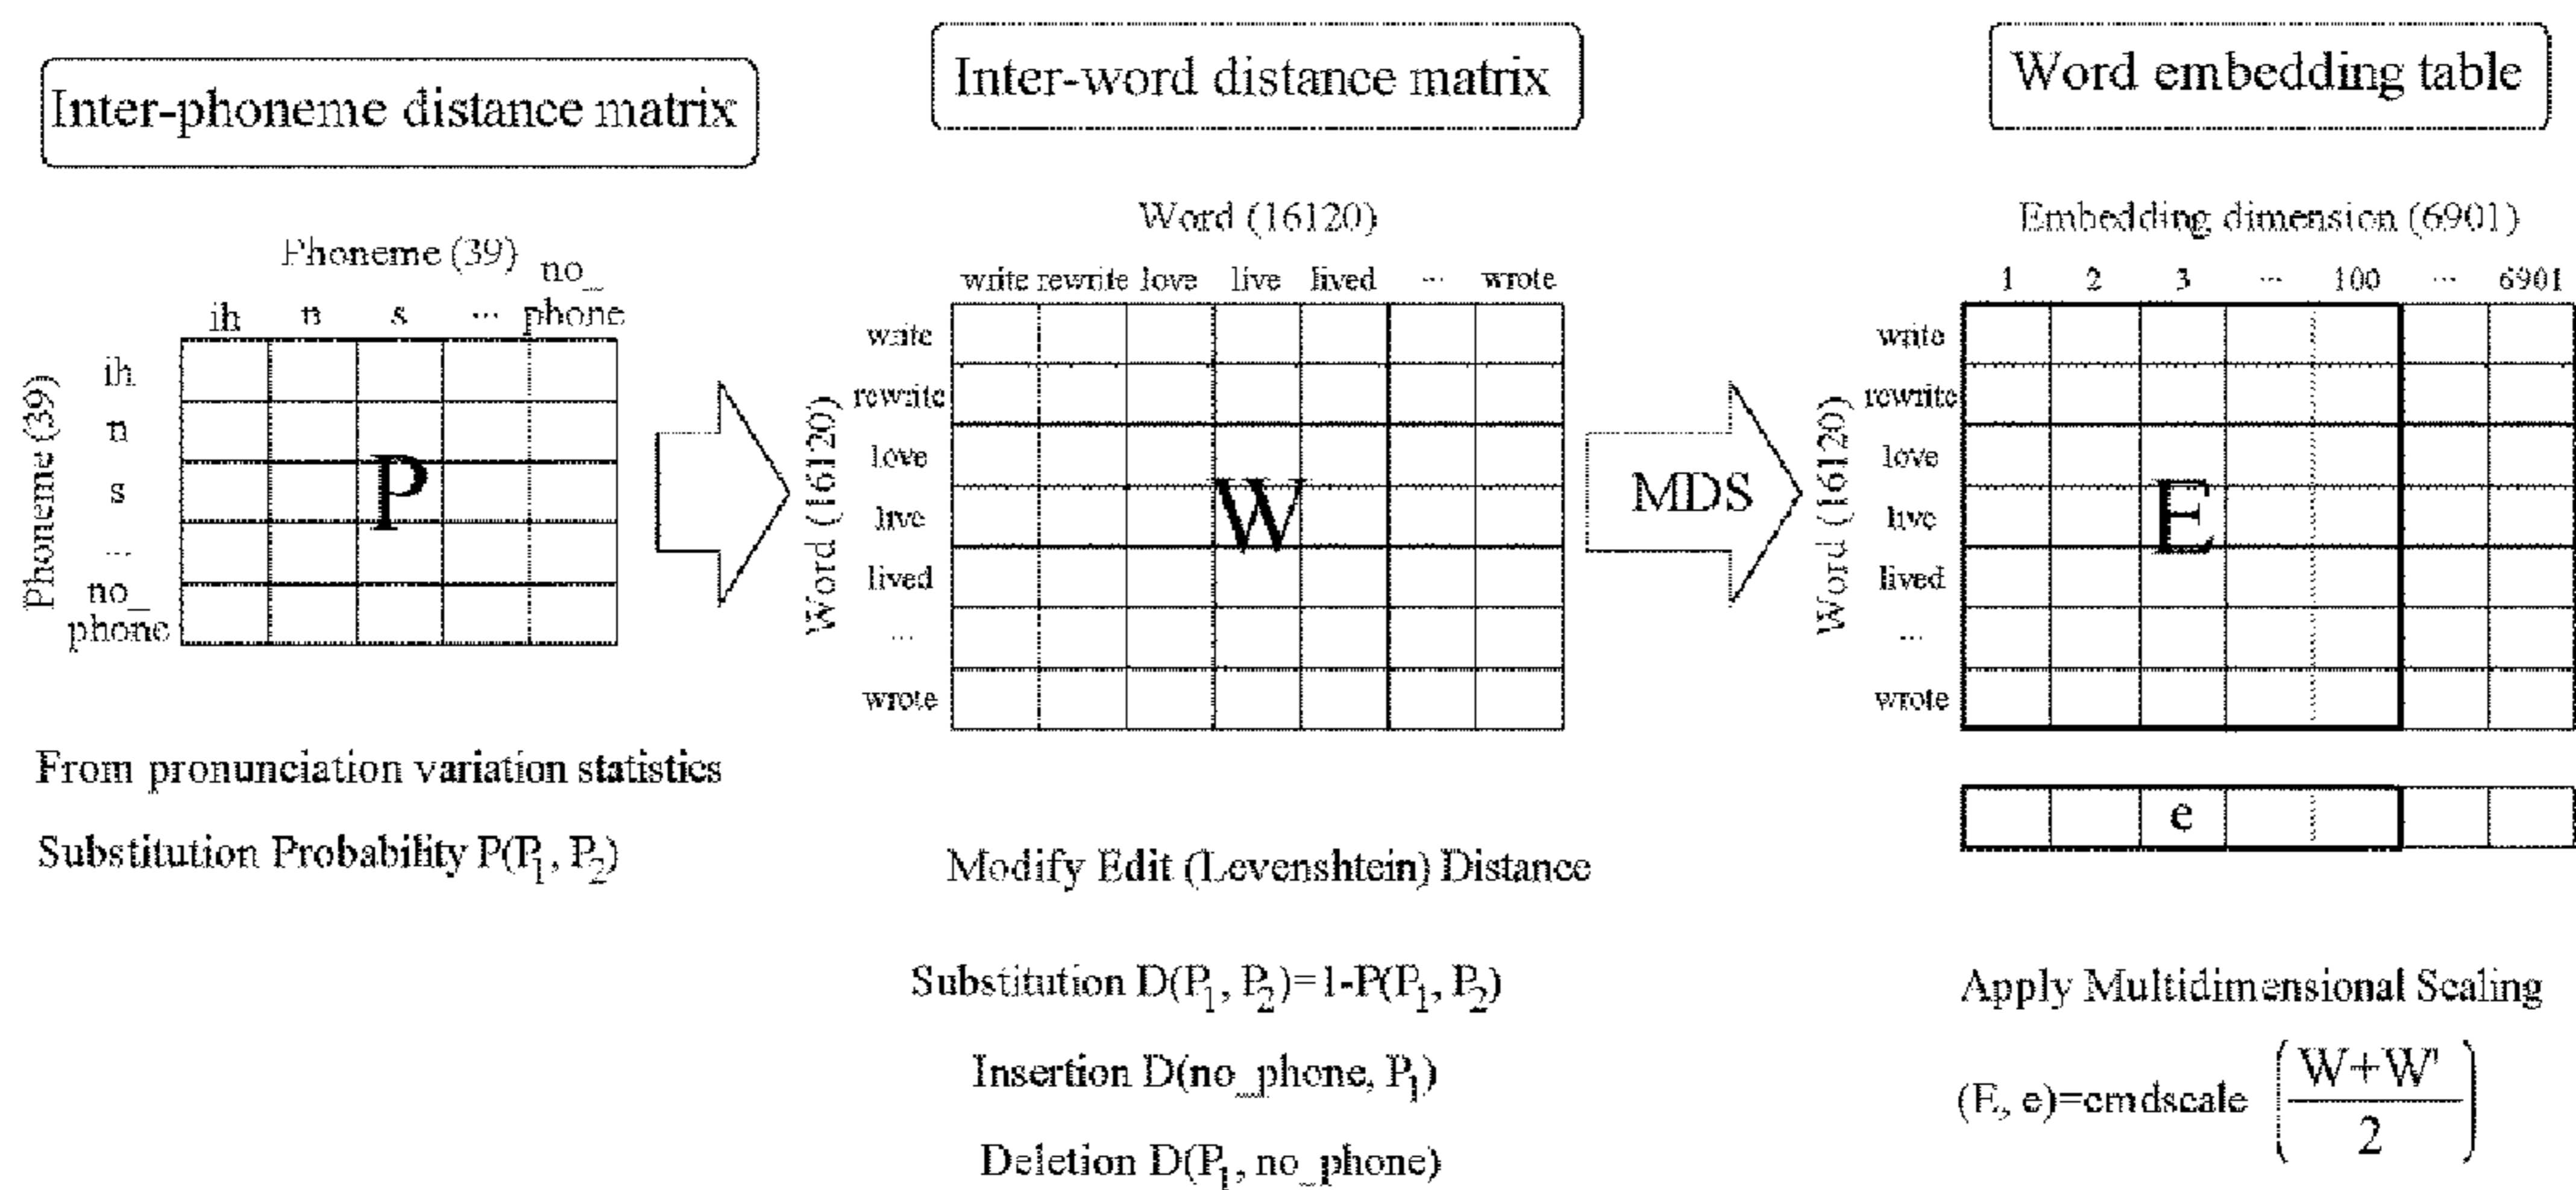 Inter-phoneme distance matrix
Phoneme (39)
ih n s ... no_phone
Phoneme (39)
ih
n
s
...
no_
phone
P
From pronunciation variation statistics
Substitution Probability P(P1, P2)
Inter-word distance matrix
Word (16120)
write rewrite love live lived ... wrote
Word (16120)
write
rewrite
love
live
lived
...
wrote
W
Modify Edit (Levenshtein) Distance
Substitution D(P1, P2)=1-P(P1, P2)
Insertion D(no_phone, P1)
Deletion D(P1, no_phone)
MDS
Word embedding table
Embedding dimension (6901)
1 2 3 ... 100 ... 6901
Word (16120)
write
rewrite
love
live
lived
...
wrote
E
e
Apply Multidimensional Scaling
(E, e)=cmdscale (W+W'
2)